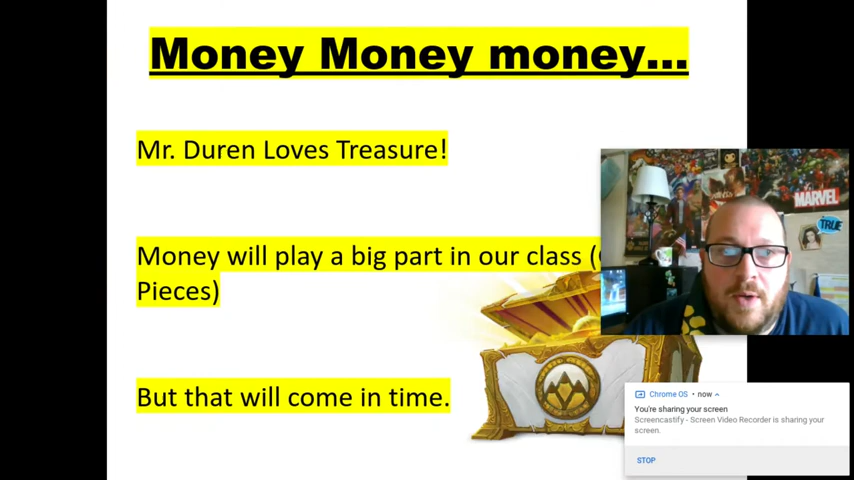 Money Money money...
Mr. Duren Loves Treasure!
Money will play a big part in our class (
Pieces)
But that will come in time.
MARVEL
TRUE
Chrome OS • now
You're sharing your screen
Screencastify - Screen Video Recorder is sharing your
screen.
STOP